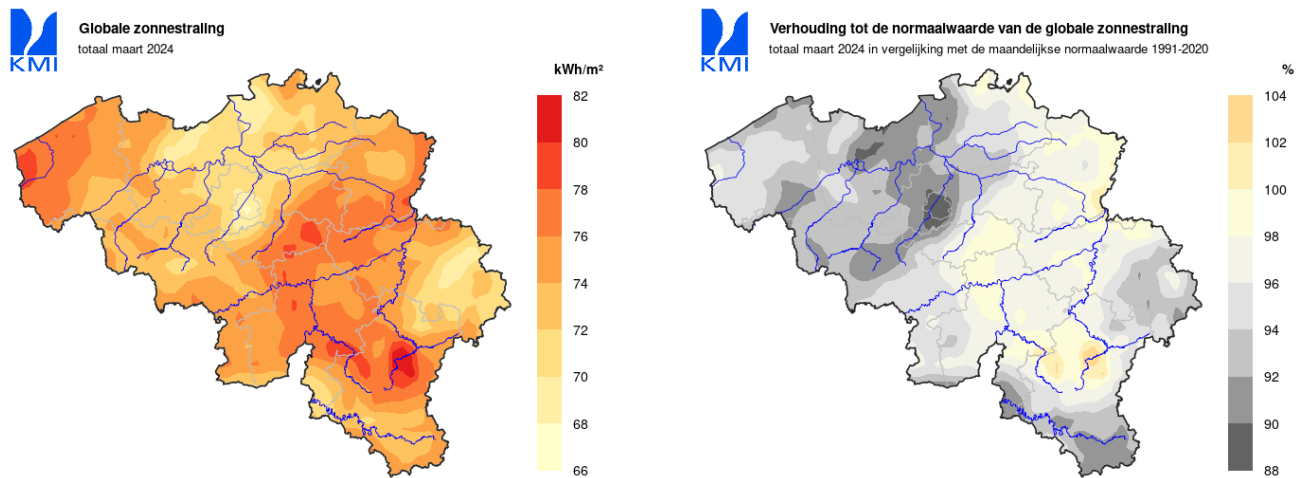 KMI
Globale zonnestraling
totaal maart 2024
kWh/m²
82
80
78
76
74
72
70
68
66
KMI
Verhouding tot de normaalwaarde van de globale zonnestraling
totaal maart 2024 in vergelijking met de maandelijkse normaalwaarde 1991-2020
%
104
102
100
98
96
94
92
90
88